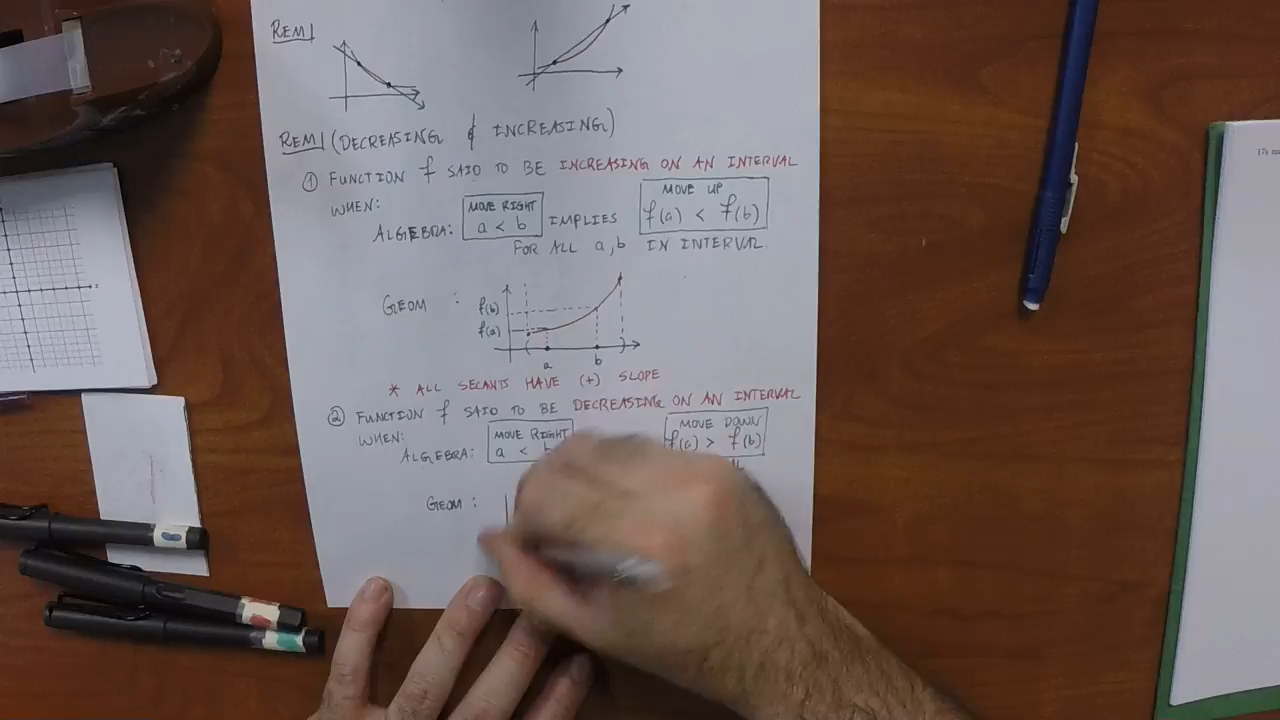 REM
REM (DECREASING & INCREASING)
① FUNCTION f SAID TO BE INCREASING ON AN INTERVAL
WHEN:
MOVE RIGHT
MOVE UP
ALGEBRA: a < b IMPLIES f(a) < f(b)
FOR ALL a, b IN INTERVAL.
GEOM :
f(b)
f(a)
a b
* ALL SECANTS HAVE (+) SLOPE
② FUNCTION f SAID TO BE DECREASING ON AN INTERVAL
WHEN:
MOVE RIGHT
MOVE DOWN
ALGEBRA: a < b f(a) > f(b)
GEOM :